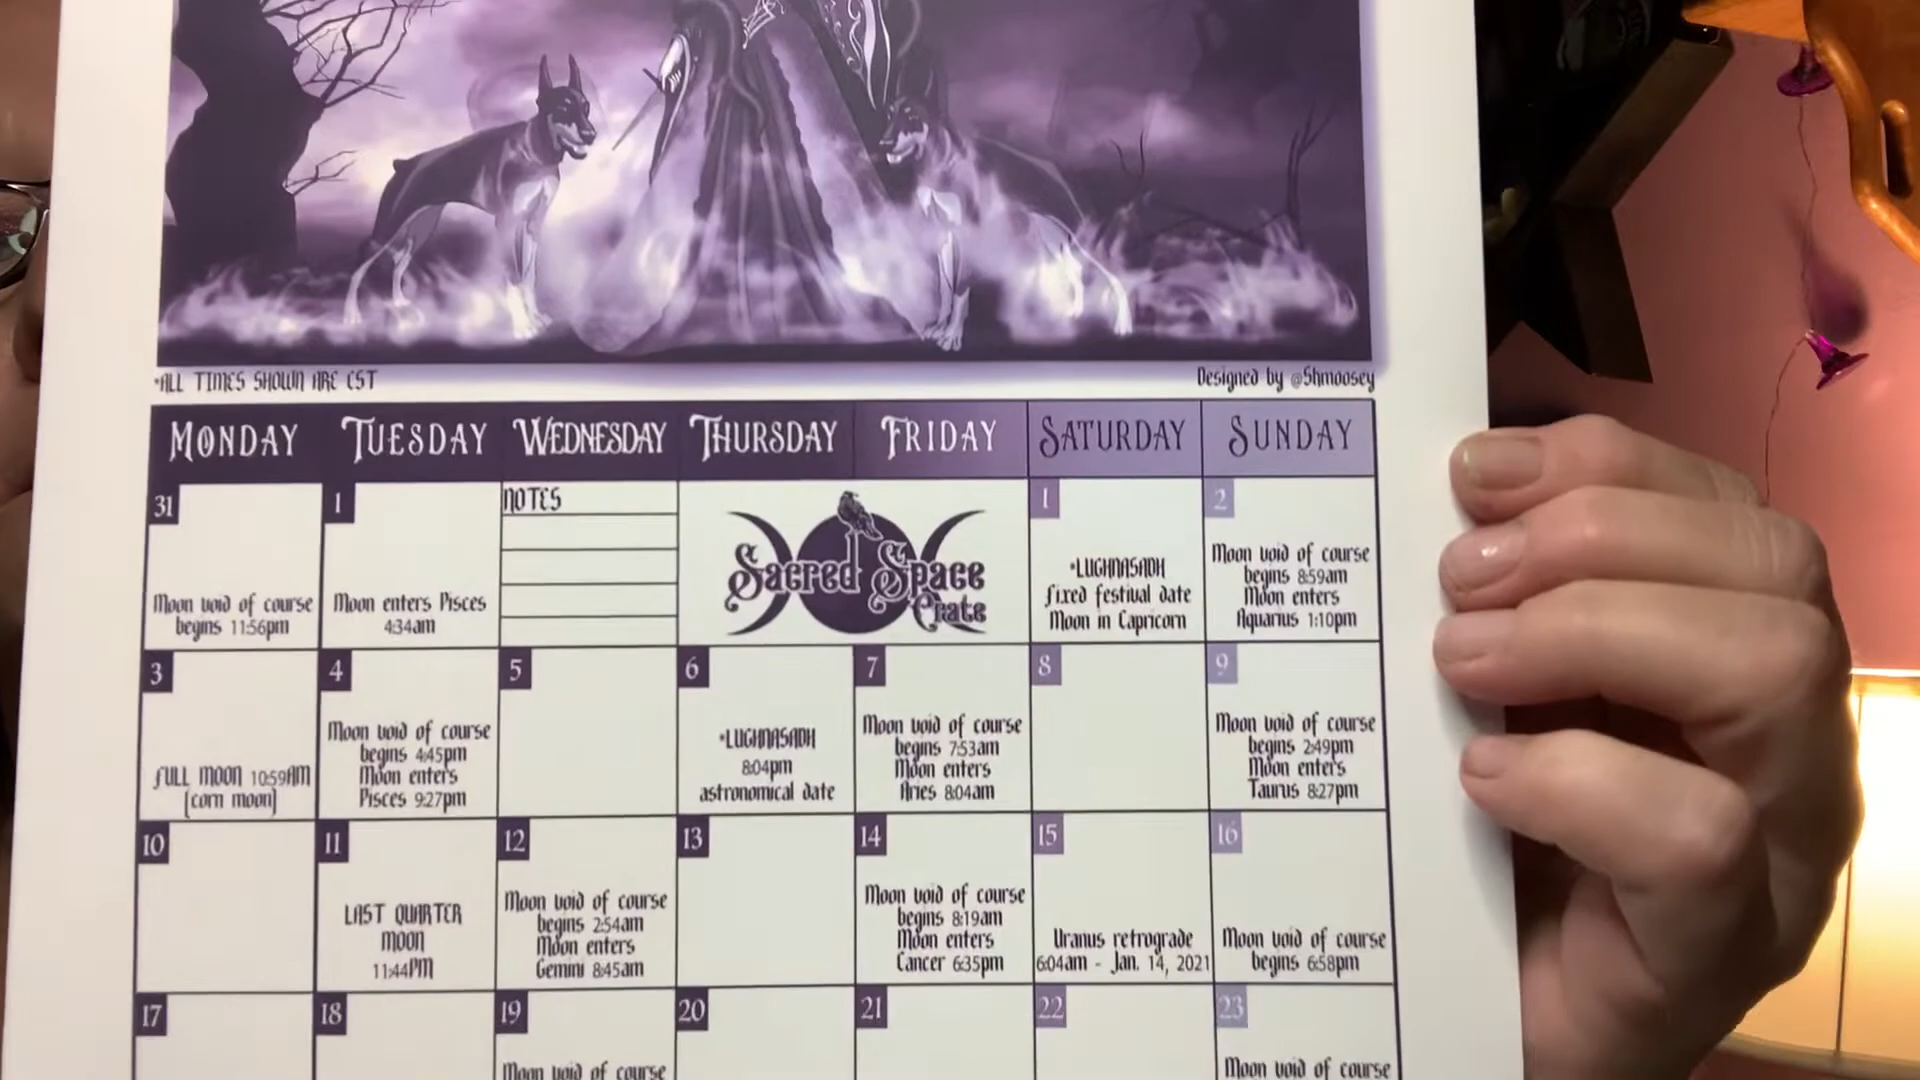 *ALL TIMES SHOWN ARE CST
Designed by @Shmoosey
MONDAY TUESDAY WEDNESDAY THURSDAY FRIDAY SATURDAY SUNDAY
31
Moon void of course
begins 11:56pm
1
Moon enters Pisces
4:34am
NOTES
Sacred Space
Crate
1
*LUGHNASADH
fixed festival date
Moon in Capricorn
2
Moon void of course
begins 8:59am
Moon enters
Aquarius 1:10pm
3
FULL MOON 10:59AM
[corn moon]
4
Moon void of course
begins 4:45pm
Moon enters
Pisces 9:27pm
5
6
*LUGHNASADH
8:04pm
astronomical date
7
Moon void of course
begins 7:53am
Moon enters
Aries 8:04am
8
9
Moon void of course
begins 2:49pm
Moon enters
Taurus 8:27pm
10
11
LAST QUARTER
MOON
11:44PM
12
Moon void of course
begins 2:54am
Moon enters
Gemini 8:45am
13
14
Moon void of course
begins 8:19am
Moon enters
Cancer 6:35pm
15
Uranus retrograde
6:04am - Jan. 14, 2021
16
Moon void of course
begins 6:58pm
17
18
19
Moon void of course
20
21
22
23
Moon void of course